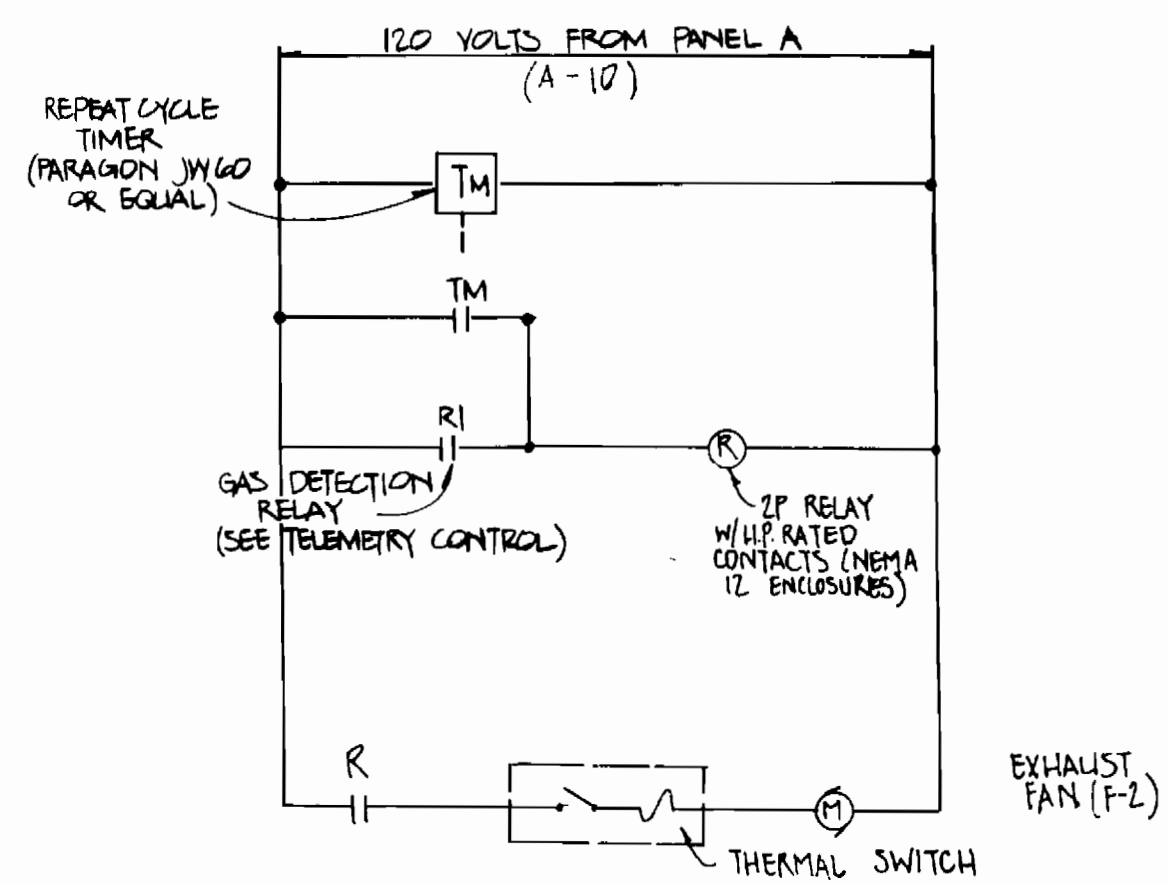 120 VOLTS FROM PANEL A
(A-10)
REPEAT CYCLE
TIMER
(PARAGON JW60
OR EQUAL)
TM
TM
R1
GAS DETECTION
RELAY
(SEE TELEMETRY CONTROL)
R
2P RELAY
W/ H.P. RATED
CONTACTS (NEMA
12 ENCLOSURES)
R
M
EXHAUST
FAN (F-2)
THERMAL SWITCH